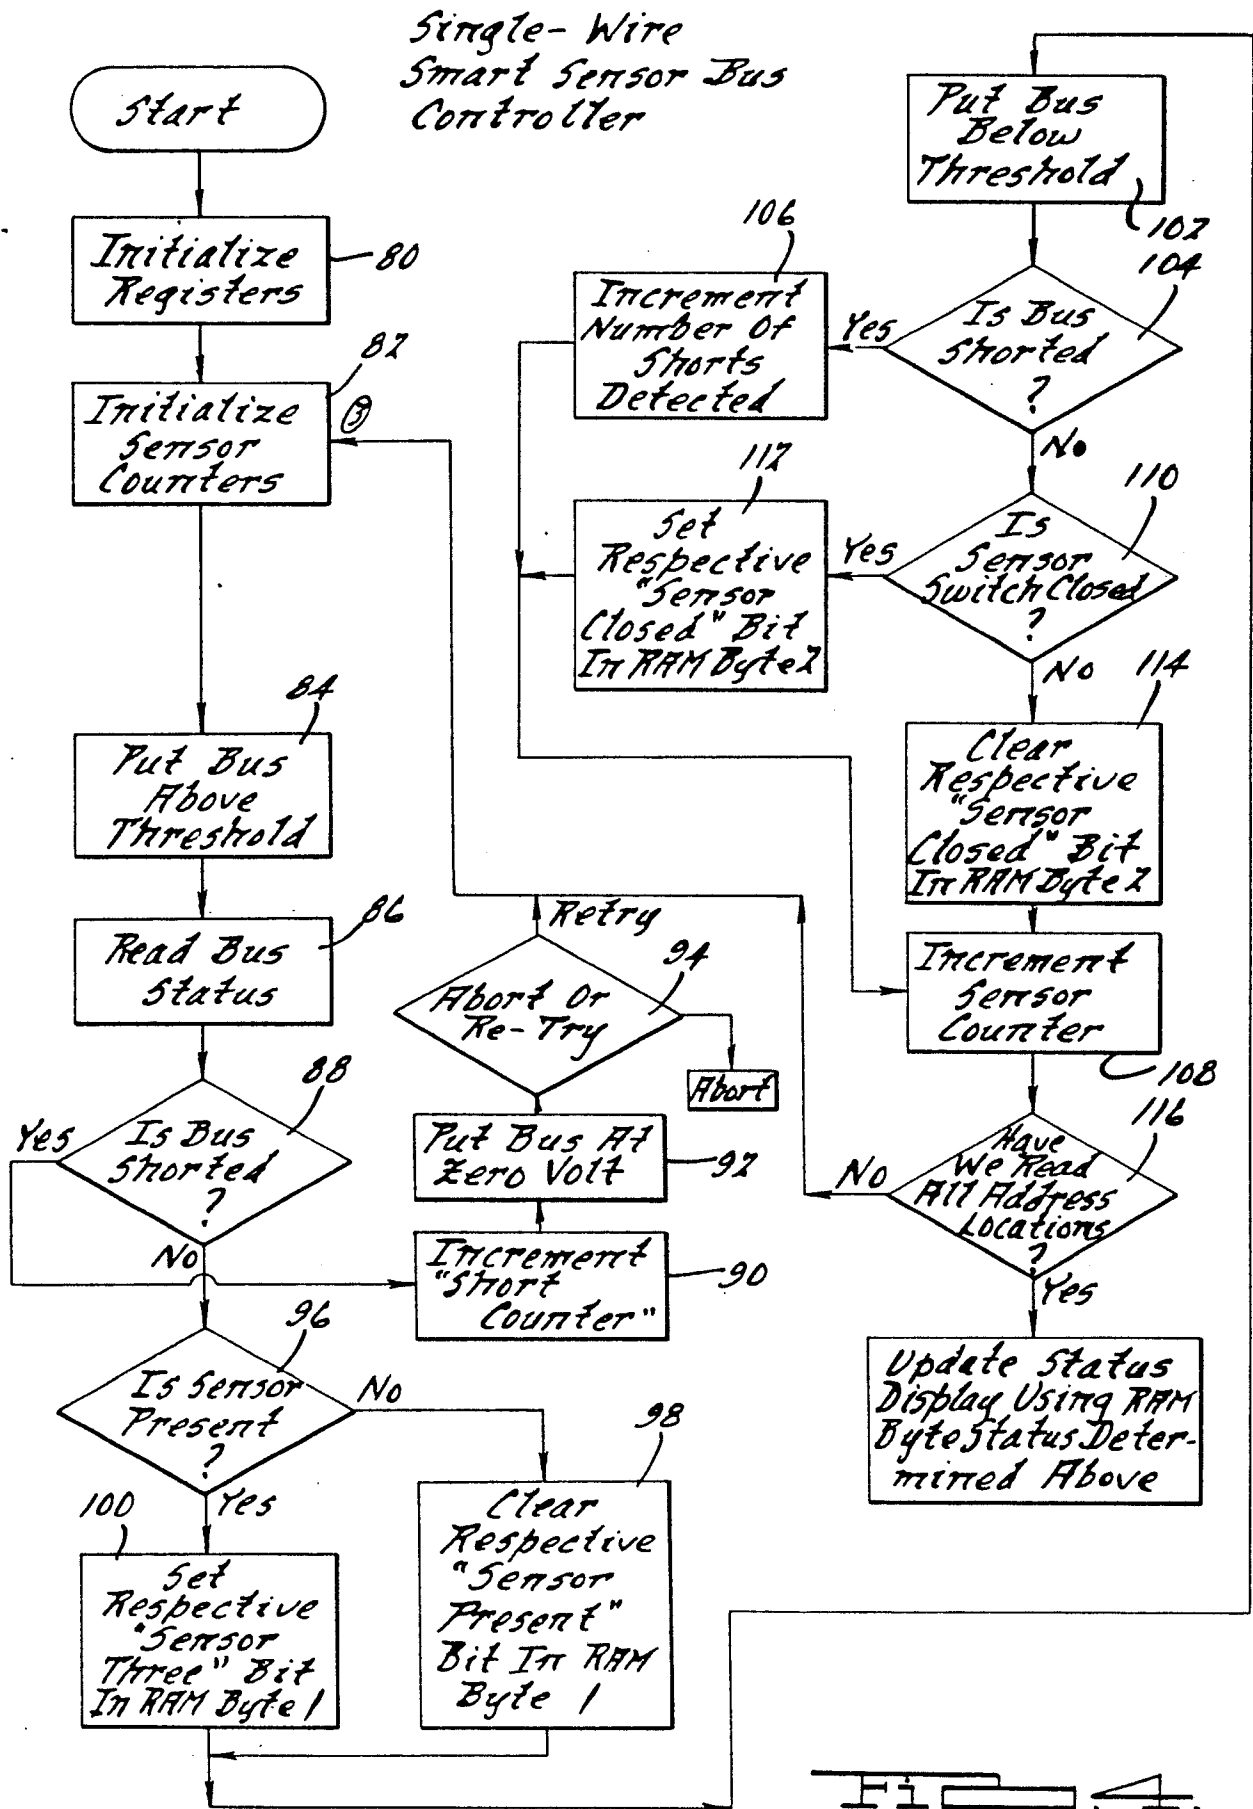 Single-Wire
Smart Sensor Bus
Controller
Start
Initialize
Registers
80
82
Initialize
Sensor
Counters
3
84
Put Bus
Above
Threshold
86
Read Bus
Status
88
Yes
Is Bus
Shorted
?
No
96
Is Sensor
Present
?
No
Yes
100
Set
Respective
"Sensor
Three" Bit
In RAM Byte 1
98
Clear
Respective
"Sensor
Present"
Bit In RAM
Byte 1
Retry
94
Abort Or
Re-Try
Abort
Put Bus At
Zero Volt
92
Increment
"Short
Counter"
90
Put Bus
Below
Threshold
102
104
Is Bus
Shorted
?
Yes
No
106
Increment
Number Of
Shorts
Detected
110
Is
Sensor
Switch Closed
?
Yes
No
112
Set
Respective
"Sensor
Closed" Bit
In RAM Byte 2
114
Clear
Respective
"Sensor
Closed" Bit
In RAM Byte 2
Increment
Sensor
Counter
108
116
Have
We Read
All Address
Locations
?
No
Yes
Update Status
Display Using RAM
Byte Status Deter-
mined Above